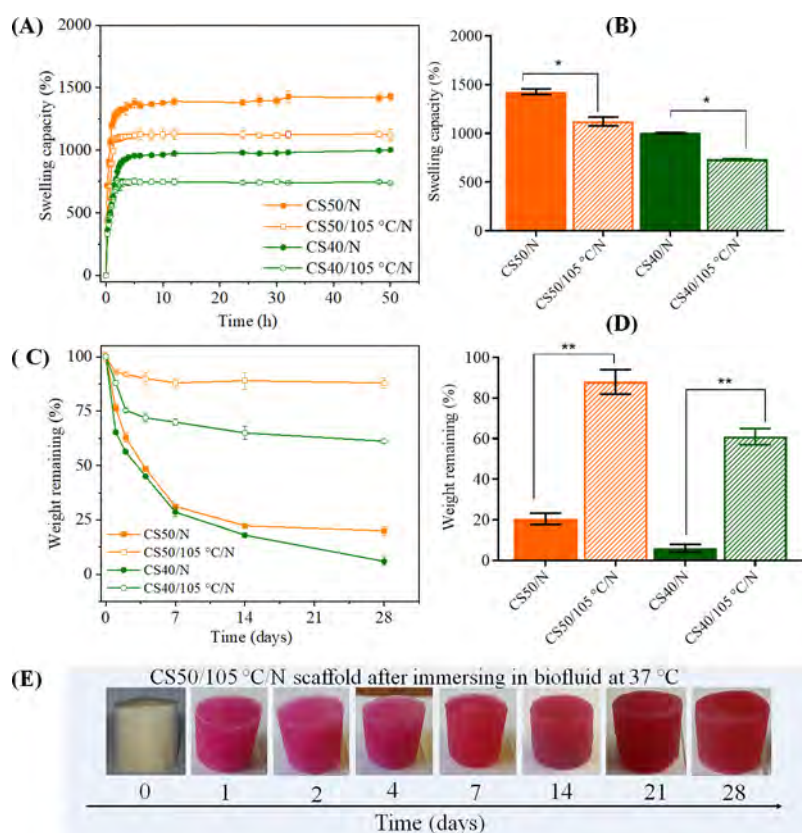 (A)
2000
1500
1000
500
0
Swelling capacity (%)
CS50/N
CS50/105 °C/N
CS40/N
CS40/105 °C/N
0 10 20 30 40 50
Time (h)
(B)
2000
1500
1000
500
0
Swelling capacity (%)
*
*
CS50/N
CS50/105 °C/N
CS40/N
CS40/105 °C/N
( C)
100
75
50
25
0
Weight remaining (%)
CS50/N
CS50/105 °C/N
CS40/N
CS40/105 °C/N
0 7 14 21 28
Time (days)
(D)
100
80
60
40
20
0
Weight remaining (%)
**
**
CS50/N
CS50/105 °C/N
CS40/N
CS40/105 °C/N
(E)
CS50/105 °C/N scaffold after immersing in biofluid at 37 °C
0 1 2 4 7 14 21 28
Time (days)